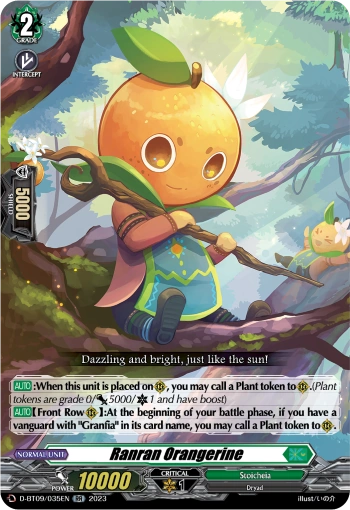 2
GRADE
INTERCEPT
5000
SHIELD
Dazzling and bright, just like the sun!
AUTO:When this unit is placed on R, you may call a Plant token to R.(Plant
tokens are grade 0/5000/1 and have boost)
AUTO[Front Row R]:At the beginning of your battle phase, if you have a
vanguard with "Granfia" in its card name, you may call a Plant token to R.
NORMAL UNIT
Ranran Orangerine
POWER 10000
CRITICAL
1
Stoicheia
Dryad
D-BT09/035EN RR 2023
illust/いの介